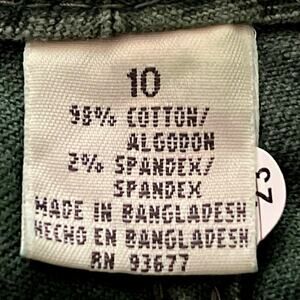 10
98% COTTON/
ALGODON
2% SPANDEX/
SPANDEX
MADE IN BANGLADESH
HECHO EN BANGLADESH
RN 93677